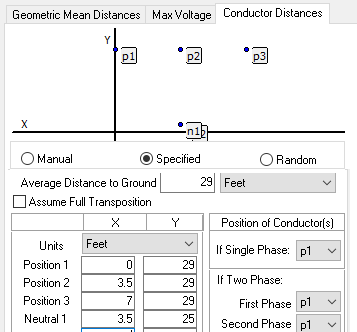 Geometric Mean Distances Max Voltage Conductor Distances
Y
p1 p2 p3
X
n1
Manual Specified Random
Average Distance to Ground 29 Feet
Assume Full Transposition
X Y Position of Conductor(s)
Units Feet
If Single Phase: p1
Position 1 0 29
Position 2 3.5 29
If Two Phase:
Position 3 7 29
First Phase p1
Neutral 1 3.5 25
Second Phase p1